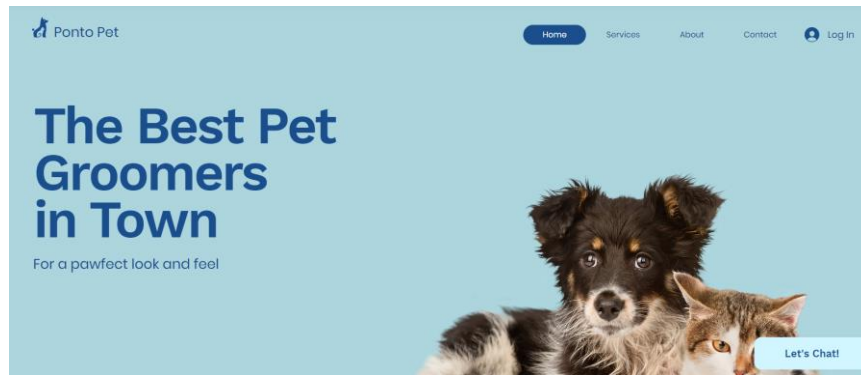 Ponto Pet
Home
Services
About
Contact
Log In
The Best Pet
Groomers
in Town
For a pawfect look and feel
Let's Chat!